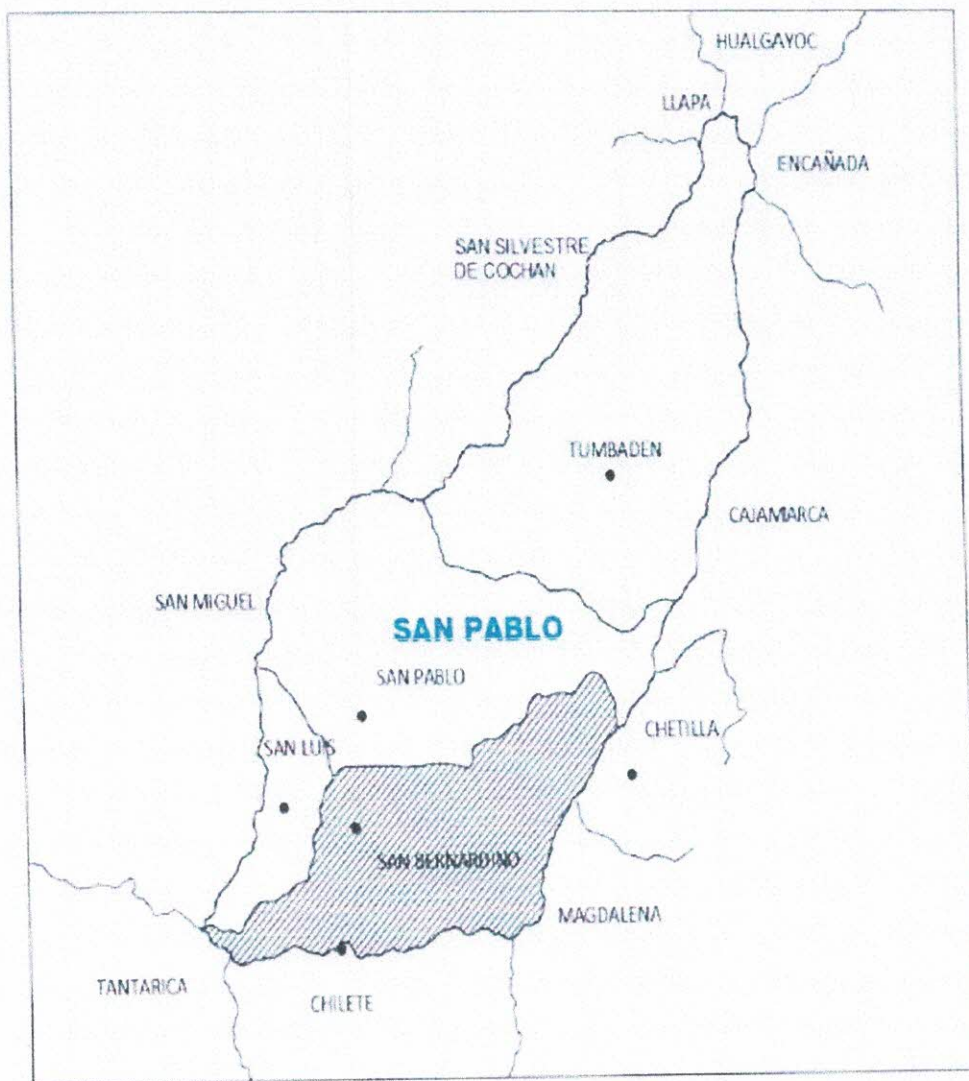 HUALGAYOC
LLAPA
ENCAÑADA
SAN SILVESTRE
DE COCHAN
TUMBADEN
CAJAMARCA
SAN MIGUEL
SAN PABLO
SAN PABLO
CHETILLA
SAN LUIS
SAN BERNARDINO
MAGDALENA
TANTARICA
CHILETE